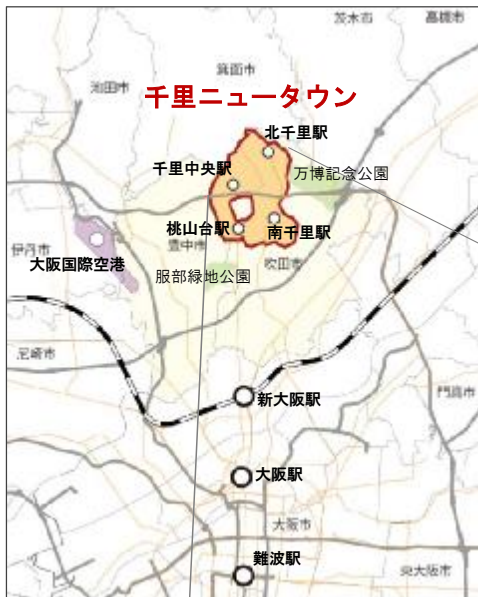 茨木市
高槻市
箕面市
池田市
千里ニュータウン
北千里駅
千里中央駅
万博記念公園
桃山台駅
南千里駅
豊中市
伊丹市
大阪国際空港
吹田市
服部緑地公園
尼崎市
門真市
新大阪駅
大阪駅
大阪市
難波駅
東大阪市